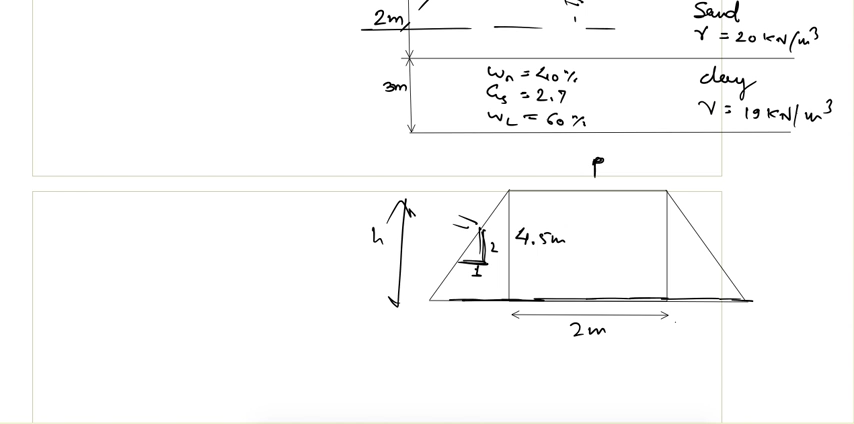 2m
Sand
γ = 20 KN/m³
3m
Wn = 40%
Gs = 2.7
WL = 60%
clay
γ = 19 KN/m³
P
h
2
1
4.5m
2m